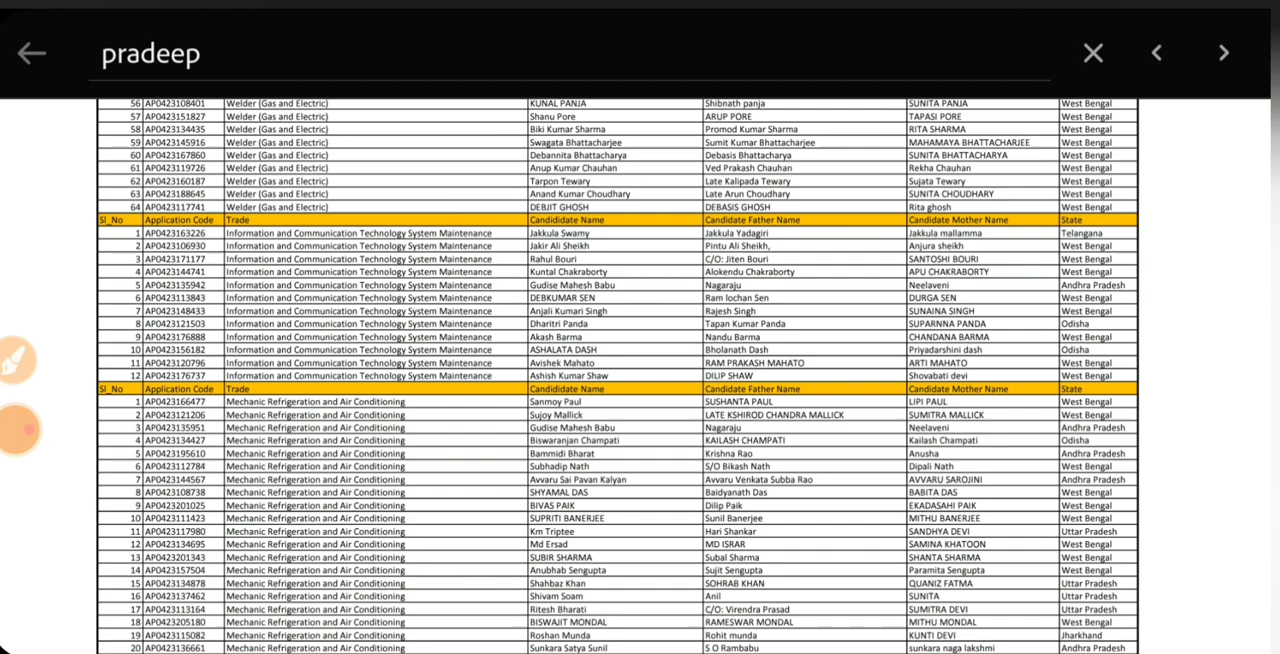 pradeep
56 AP0423108401 Welder (Gas and Electric) KUNAL PANJA Shibnath panja SUNITA PANJA West Bengal
57 AP0423151827 Welder (Gas and Electric) Shanu Pore ARUP PORE TAPASI PORE West Bengal
58 AP0423134435 Welder (Gas and Electric) Biki Kumar Sharma Promod Kumar Sharma RITA SHARMA West Bengal
59 AP0423145916 Welder (Gas and Electric) Swagata Bhattacharjee Sumit Kumar Bhattacharjee MAHAMAYA BHATTACHARJEE West Bengal
60 AP0423167860 Welder (Gas and Electric) Debannita Bhattacharya Debasis Bhattacharya SUNITA BHATTACHARYA West Bengal
61 AP0423119726 Welder (Gas and Electric) Anup Kumar Chauhan Ved Prakash Chauhan Rekha Chauhan West Bengal
62 AP0423160187 Welder (Gas and Electric) Tarpon Tewary Late Kalipada Tewary Sujata Tewary West Bengal
63 AP0423188645 Welder (Gas and Electric) Anand Kumar Choudhary Late Arun Choudhary SUNITA CHOUDHARY West Bengal
64 AP0423117741 Welder (Gas and Electric) DEBJIT GHOSH DEBASIS GHOSH Rita ghosh West Bengal
Sl_No Application Code Trade Candididate Name Candidate Father Name Candidate Mother Name State
1 AP0423163226 Information and Communication Technology System Maintenance Jakkula Swamy Jakkula Yadagiri Jakkula mallamma Telangana
2 AP0423106930 Information and Communication Technology System Maintenance Jakir Ali Sheikh Pintu Ali Sheikh, Anjura sheikh West Bengal
3 AP0423171177 Information and Communication Technology System Maintenance Rahul Bouri C/O: Jiten Bouri SANTOSHI BOURI West Bengal
4 AP0423144741 Information and Communication Technology System Maintenance Kuntal Chakraborty Alokendu Chakraborty APU CHAKRABORTY West Bengal
5 AP0423135942 Information and Communication Technology System Maintenance Gudise Mahesh Babu Nagaraju Neelaveni Andhra Pradesh
6 AP0423113843 Information and Communication Technology System Maintenance DEBKUMAR SEN Ram lochan Sen DURGA SEN West Bengal
7 AP0423148433 Information and Communication Technology System Maintenance Anjali Kumari Singh Rajesh Singh SUNAINA SINGH West Bengal
8 AP0423121503 Information and Communication Technology System Maintenance Dharitri Panda Tapan Kumar Panda SUPARNNA PANDA Odisha
9 AP0423176888 Information and Communication Technology System Maintenance Akash Barma Nandu Barma CHANDANA BARMA West Bengal
10 AP0423156182 Information and Communication Technology System Maintenance ASHALATA DASH Bholanath Dash Priyadarshini dash Odisha
11 AP0423120796 Information and Communication Technology System Maintenance Avishek Mahato RAM PRAKASH MAHATO ARTI MAHATO West Bengal
12 AP0423176737 Information and Communication Technology System Maintenance Ashish Kumar Shaw DILIP SHAW Shovabati devi West Bengal
Sl_No Application Code Trade Candididate Name Candidate Father Name Candidate Mother Name State
1 AP0423166477 Mechanic Refrigeration and Air Conditioning Sanmoy Paul SUSHANTA PAUL LIPI PAUL West Bengal
2 AP0423121206 Mechanic Refrigeration and Air Conditioning Sujoy Mallick LATE KSHIROD CHANDRA MALLICK SUMITRA MALLICK West Bengal
3 AP0423135951 Mechanic Refrigeration and Air Conditioning Gudise Mahesh Babu Nagaraju Neelaveni Andhra Pradesh
4 AP0423134427 Mechanic Refrigeration and Air Conditioning Biswaranjan Champati KAILASH CHAMPATI Kailash Champati Odisha
5 AP0423195610 Mechanic Refrigeration and Air Conditioning Bammidi Bharat Krishna Rao Anusha Andhra Pradesh
6 AP0423112784 Mechanic Refrigeration and Air Conditioning Subhadip Nath S/O Bikash Nath Dipali Nath West Bengal
7 AP0423144567 Mechanic Refrigeration and Air Conditioning Avvaru Sai Pavan Kalyan Avvaru Venkata Subba Rao AVVARU SAROJINI Andhra Pradesh
8 AP0423108738 Mechanic Refrigeration and Air Conditioning SHYAMAL DAS Baidyanath Das BABITA DAS West Bengal
9 AP0423201025 Mechanic Refrigeration and Air Conditioning BIVAS PAIK Dilip Paik EKADASAHI PAIK West Bengal
10 AP0423111423 Mechanic Refrigeration and Air Conditioning SUPRITI BANERJEE Sunil Banerjee MITHU BANERJEE West Bengal
11 AP0423117980 Mechanic Refrigeration and Air Conditioning Km Triptee Hari Shankar SANDHYA DEVI Uttar Pradesh
12 AP0423134695 Mechanic Refrigeration and Air Conditioning Md Ersad MD ISRAR SAMINA KHATOON West Bengal
13 AP0423201343 Mechanic Refrigeration and Air Conditioning SUBIR SHARMA Subal Sharma SHANTA SHARMA West Bengal
14 AP0423157504 Mechanic Refrigeration and Air Conditioning Anubhab Sengupta Sujit Sengupta Paramita Sengupta West Bengal
15 AP0423134878 Mechanic Refrigeration and Air Conditioning Shahbaz Khan SOHRAB KHAN QUANIZ FATMA Uttar Pradesh
16 AP0423137462 Mechanic Refrigeration and Air Conditioning Shivam Soam Anil SUNITA Uttar Pradesh
17 AP0423113164 Mechanic Refrigeration and Air Conditioning Ritesh Bharati C/O: Virendra Prasad SUMITRA DEVI Uttar Pradesh
18 AP0423205180 Mechanic Refrigeration and Air Conditioning BISWAJIT MONDAL RAMESWAR MONDAL MITHU MONDAL West Bengal
19 AP0423115082 Mechanic Refrigeration and Air Conditioning Roshan Munda Rohit munda KUNTI DEVI Jharkhand
20 AP0423136661 Mechanic Refrigeration and Air Conditioning Sunkara Satya Sunil S O Rambabu sunkara naga lakshmi Andhra Pradesh